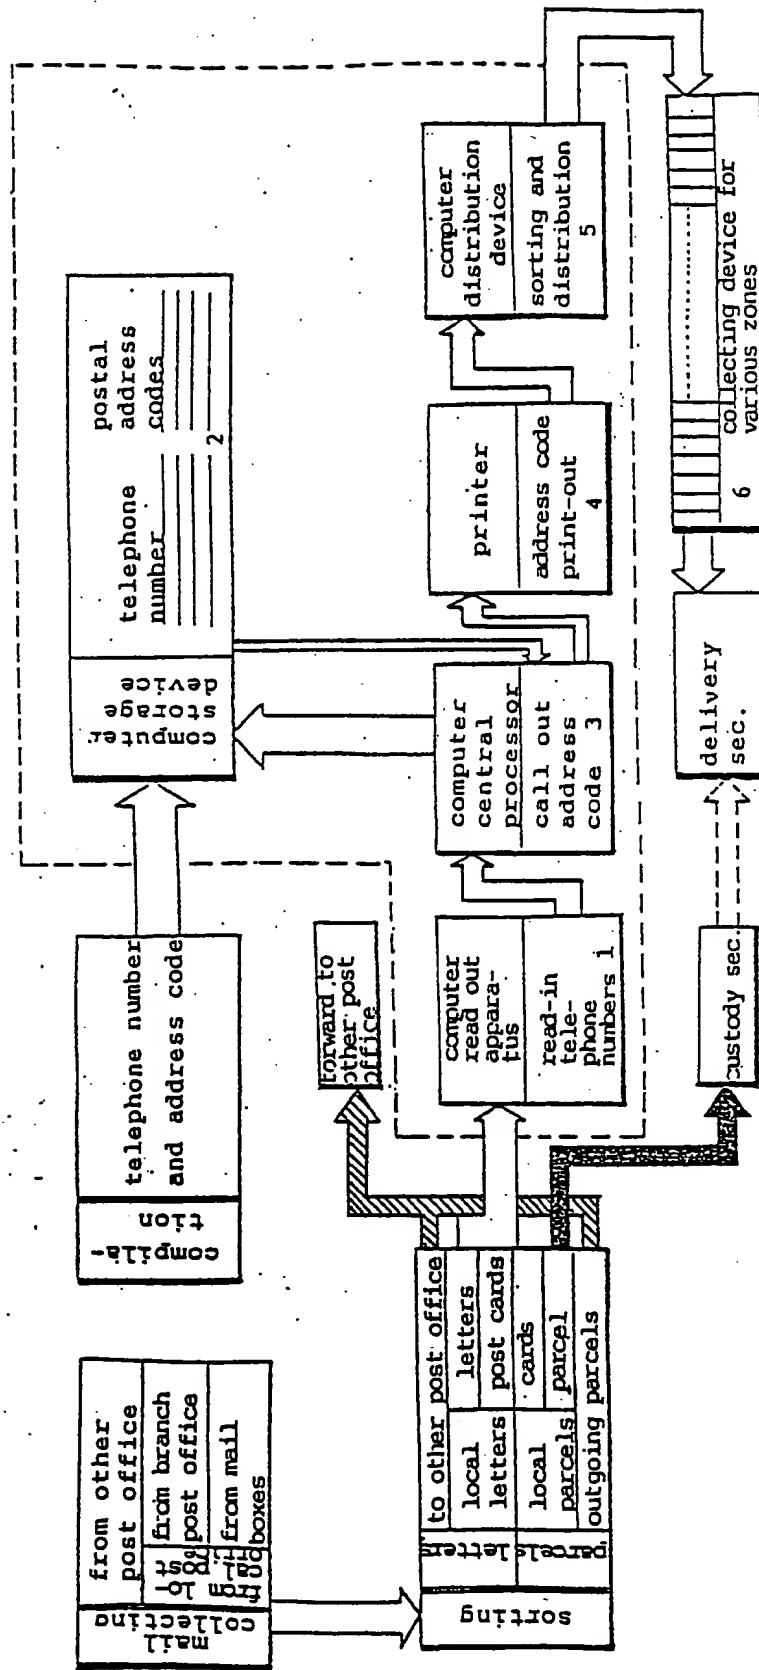 mail
collecting
from other
post office
from lo-
cal post
from branch
post office
from mail
boxes
sorting
letters
parcels
to other post office
local
letters
letters
post cards
local
parcels
cards
parcel
outgoing parcels
compila-
tion
telephone number
and address code
forward to
other post
office
computer
storage
device
telephone
number
postal
address
codes
2
computer
read out
appara-
tus
read-in
tele-
phone
numbers 1
computer
central
processor
call out
address
code 3
printer
address code
print-out
4
computer
distribution
device
sorting and
distribution
5
custody sec.
delivery
sec.
collecting device for
various zones
6